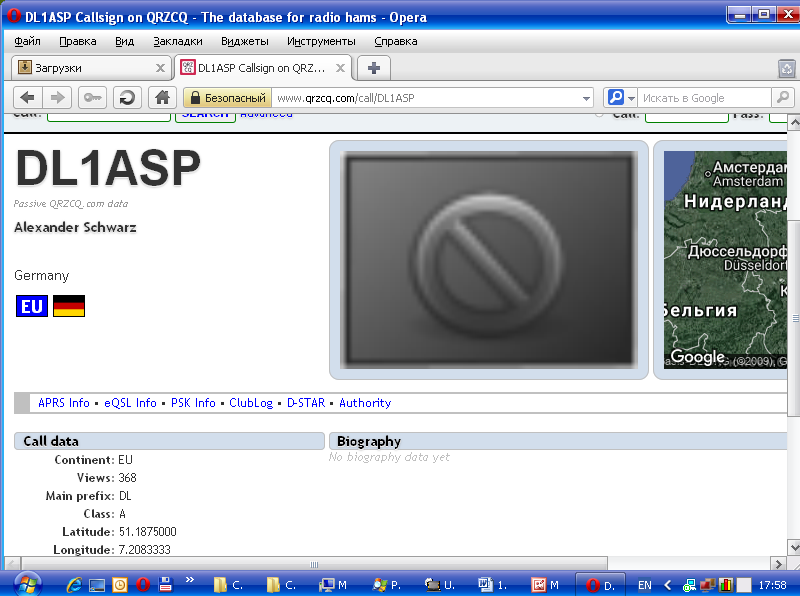 DL1ASP Callsign on QRZCQ - The database for radio hams - Opera
Файл Правка Вид Закладки Виджеты Инструменты Справка
Загрузки
QRZ CQ DL1ASP Callsign on QRZ...
Безопасный www.qrzcq.com/call/DL1ASP Искать в Google
Call: SEARCH Advanced Call: Pass:
DL1ASP
Passive QRZCQ.com data
Alexander Schwarz
Germany
EU
Амстердам
Amsterdam
Нидерланд
Дюссельдорф
Düsseldorf
К
Бельгия
Google
©2009), G
APRS Info • eQSL Info • PSK Info • ClubLog • D-STAR • Authority
Call data
Biography
Continent: EU
No biography data yet
Views: 368
Main prefix: DL
Class: A
Latitude: 51.1875000
Longitude: 7.2083333
» C. C. M P. U. 1. M D. EN 17:58